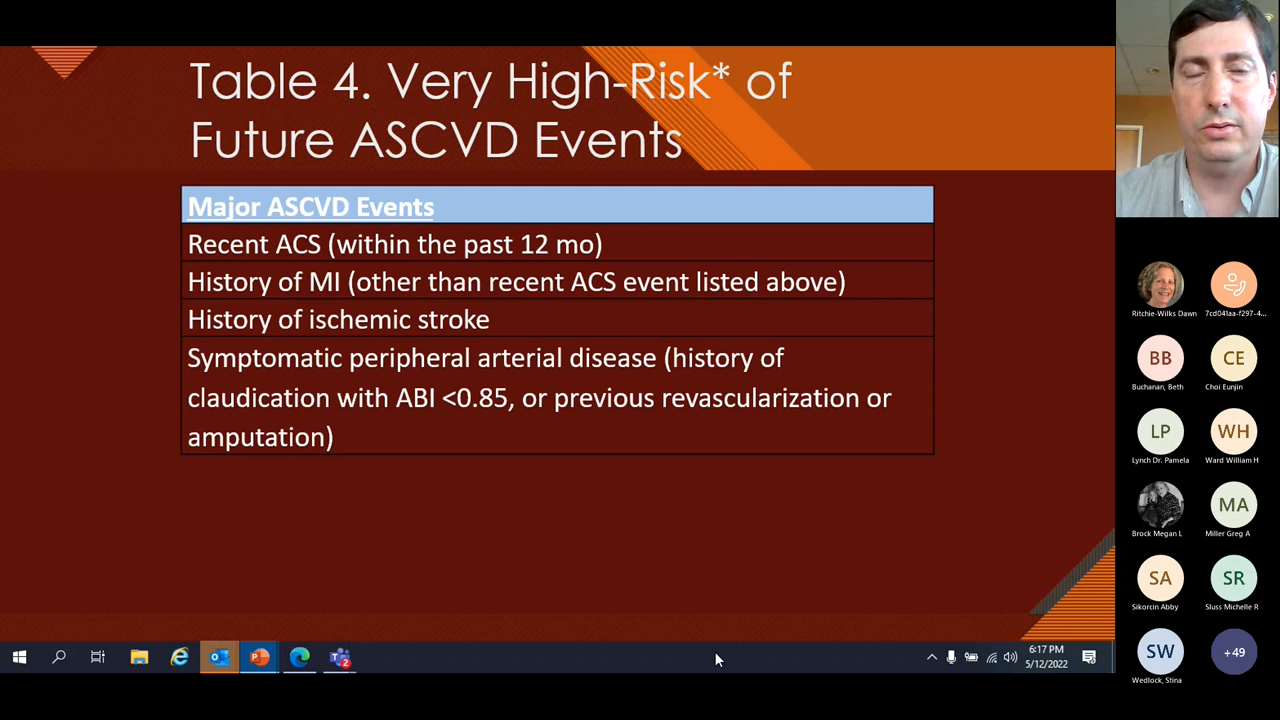 Table 4. Very High-Risk* of
Future ASCVD Events
Major ASCVD Events
Recent ACS (within the past 12 mo)
History of MI (other than recent ACS event listed above)
History of ischemic stroke
Symptomatic peripheral arterial disease (history of
claudication with ABI <0.85, or previous revascularization or
amputation)
Ritchie-Wilks Dawn
7cd041aa-f297-4...
BB
Buchanan, Beth
CE
Choi Eunjin
LP
Lynch Dr. Pamela
WH
Ward William H
Brock Megan L
MA
Miller Greg A
SA
Sikorcin Abby
SR
Sluss Michelle R
SW
Wedlock, Stina
+49
2
6:17 PM
5/12/2022